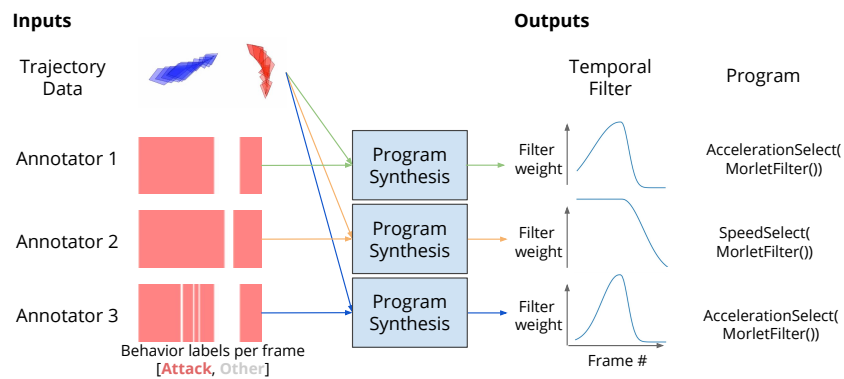 Inputs
Outputs
Trajectory
Data
Temporal
Filter
Program
Annotator 1
Program
Synthesis
Filter
weight
AccelerationSelect(
MorletFilter())
Annotator 2
Program
Synthesis
Filter
weight
SpeedSelect(
MorletFilter())
Annotator 3
Program
Synthesis
Filter
weight
AccelerationSelect(
MorletFilter())
Behavior labels per frame
[Attack, Other]
Frame #